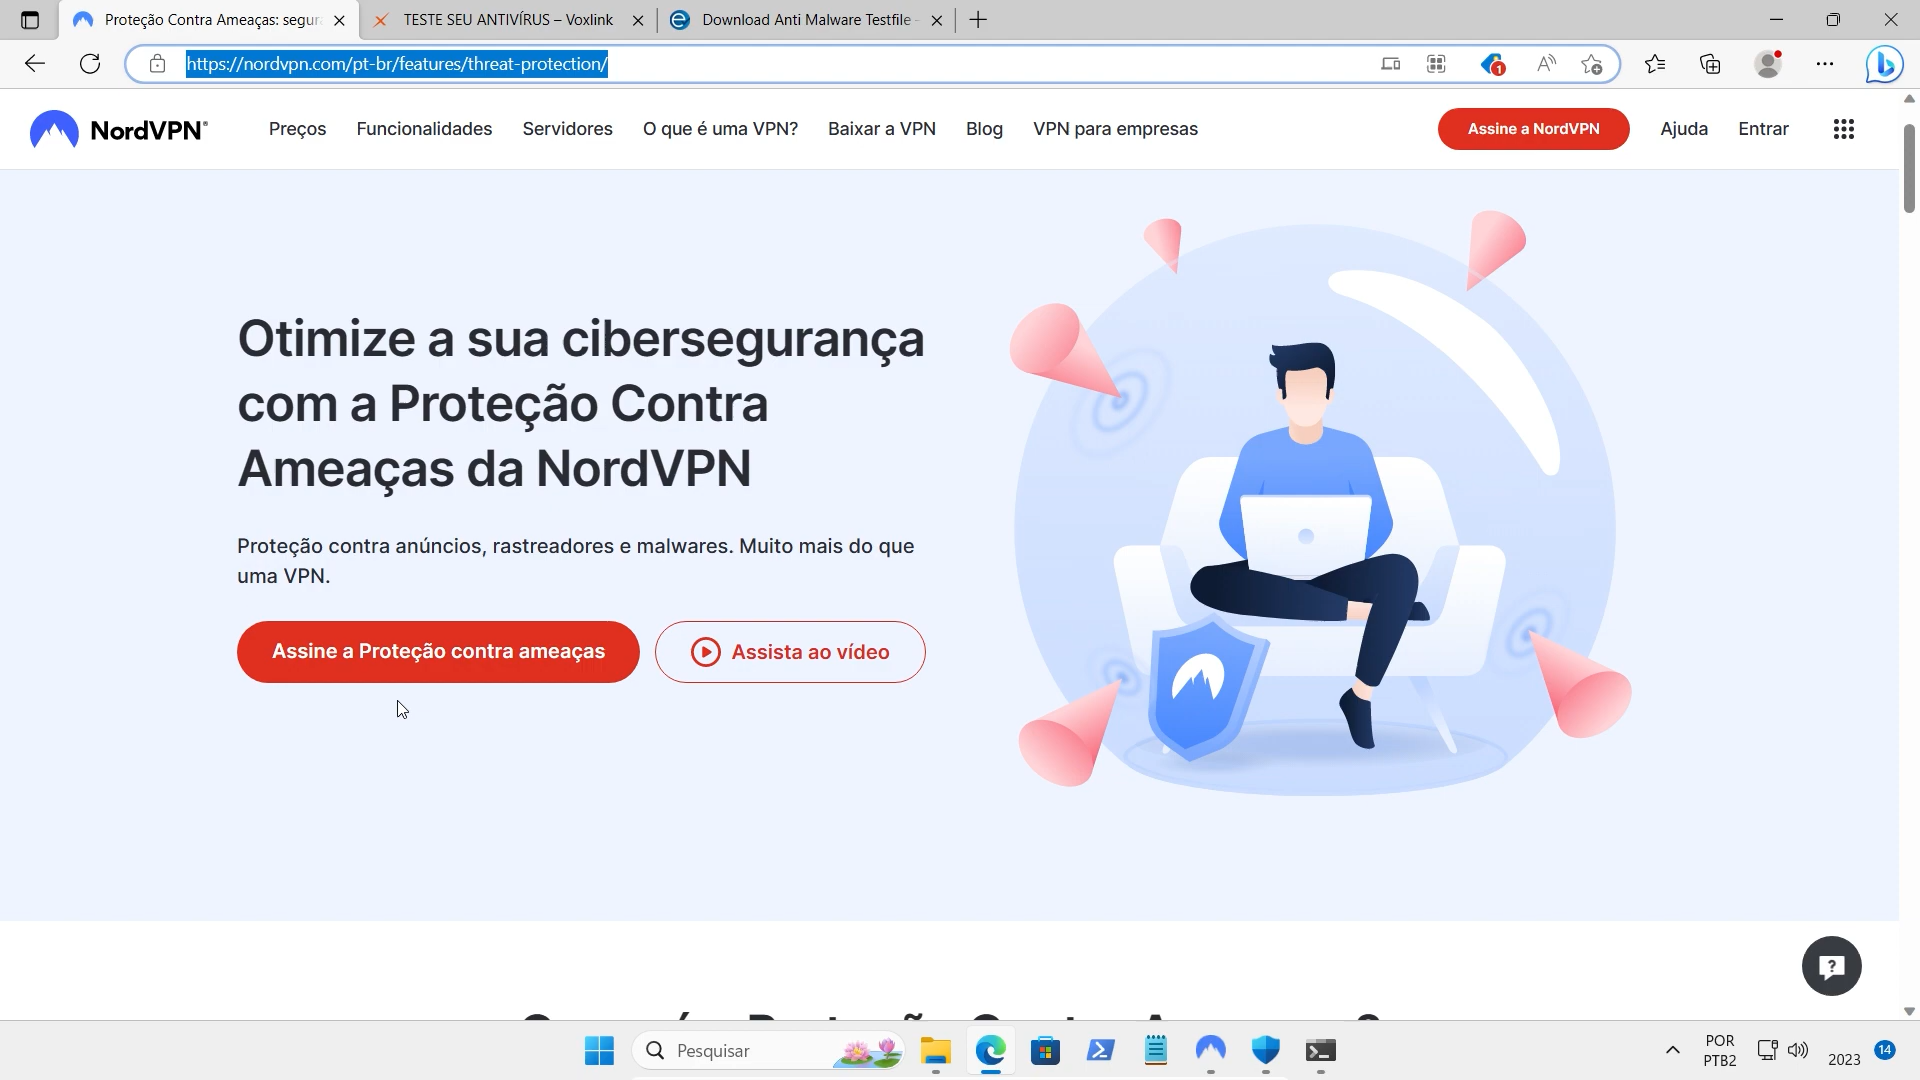 Proteção Contra Ameaças: segur
TESTE SEU ANTIVÍRUS – Voxlink
Download Anti Malware Testfile -
https://nordvpn.com/pt-br/features/threat-protection/
1
NordVPN®
Preços
Funcionalidades
Servidores
O que é uma VPN?
Baixar a VPN
Blog
VPN para empresas
Assine a NordVPN
Ajuda
Entrar
Otimize a sua cibersegurança
com a Proteção Contra
Ameaças da NordVPN
Proteção contra anúncios, rastreadores e malwares. Muito mais do que
uma VPN.
Assine a Proteção contra ameaças
Assista ao vídeo
Pesquisar
POR
PTB2
2023
14